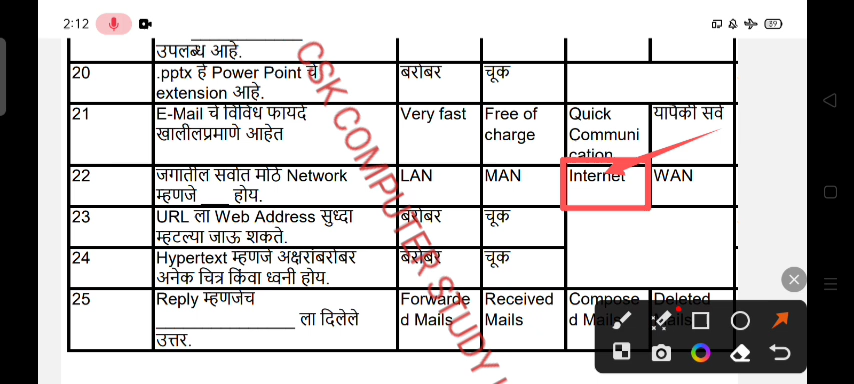 2:12
39
उपलब्ध आहे.
20 .pptx हे Power Point चे बरोबर चूक
extension आहे.
21 E-Mail चे विविध फायदे Very fast Free of Quick यापैकी सर्व
खालीलप्रमाणे आहेत charge Communi
cation
22 जगातील सर्वात मोठे Network LAN MAN Internet WAN
म्हणजे ___ होय.
23 URL ला Web Address सुध्दा बरोबर चूक
म्हटल्या जाऊ शकते.
24 Hypertext म्हणजे अक्षरांबरोबर बरोबर चूक
अनेक चित्र किंवा ध्वनी होय.
25 Reply म्हणजेच Forwarde Received Compose Deleted
_______________ ला दिलेले d Mails Mails d Mails Mails
उत्तर.
CSK COMPUTER STUDY